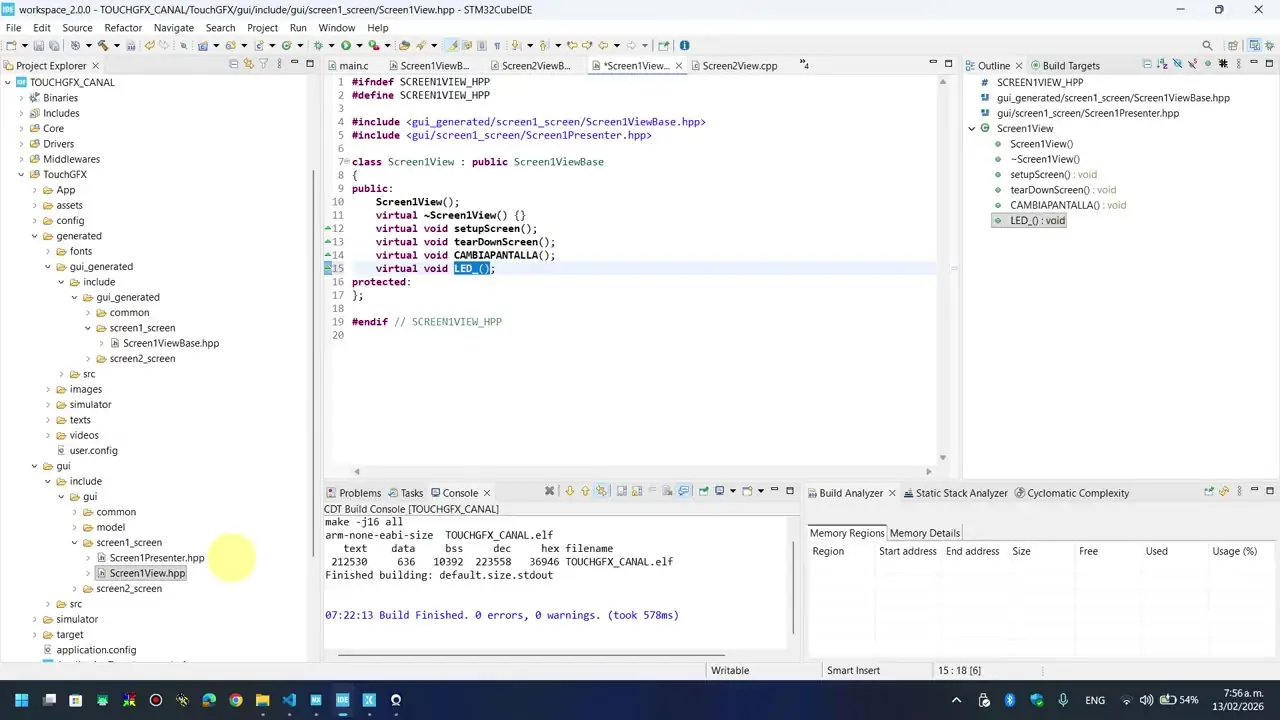 workspace_2.0.0 - TOUCHGFX_CANAL/TouchGFX/gui/include/gui/screen1_screen/Screen1View.hpp - STM32CubeIDE
File Edit Source Refactor Navigate Search Project Run Window Help
Project Explorer
TOUCHGFX_CANAL
Binaries
Includes
Core
Drivers
Middlewares
TouchGFX
App
assets
config
generated
fonts
gui_generated
include
gui_generated
common
screen1_screen
Screen1ViewBase.hpp
screen2_screen
src
images
simulator
texts
videos
user.config
gui
include
gui
common
model
screen1_screen
Screen1Presenter.hpp
Screen1View.hpp
screen2_screen
src
simulator
target
application.config
main.c Screen1ViewB... Screen2ViewB... *Screen1View... Screen2View.cpp 4
1 #ifndef SCREEN1VIEW_HPP
2 #define SCREEN1VIEW_HPP
3
4 #include <gui_generated/screen1_screen/Screen1ViewBase.hpp>
5 #include <gui/screen1_screen/Screen1Presenter.hpp>
6
7 class Screen1View : public Screen1ViewBase
8 {
9 public:
10 Screen1View();
11 virtual ~Screen1View() {}
12 virtual void setupScreen();
13 virtual void tearDownScreen();
14 virtual void CAMBIAPANTALLA();
15 virtual void LED_();
16 protected:
17 };
18
19 #endif // SCREEN1VIEW_HPP
20
Outline Build Targets
SCREEN1VIEW_HPP
gui_generated/screen1_screen/Screen1ViewBase.hpp
gui/screen1_screen/Screen1Presenter.hpp
Screen1View
Screen1View()
~Screen1View()
setupScreen() : void
tearDownScreen() : void
CAMBIAPANTALLA() : void
LED_() : void
Problems Tasks Console
CDT Build Console [TOUCHGFX_CANAL]
make -j16 all
arm-none-eabi-size TOUCHGFX_CANAL.elf
text data bss dec hex filename
212530 636 10392 223558 36946 TOUCHGFX_CANAL.elf
Finished building: default.size.stdout
07:22:13 Build Finished. 0 errors, 0 warnings. (took 578ms)
Build Analyzer Static Stack Analyzer Cyclomatic Complexity
Memory Regions Memory Details
Region Start address End address Size Free Used Usage (%)
Writable Smart Insert 15 : 18 [6]
ENG 54% 7:56 a.m.
13/02/2026